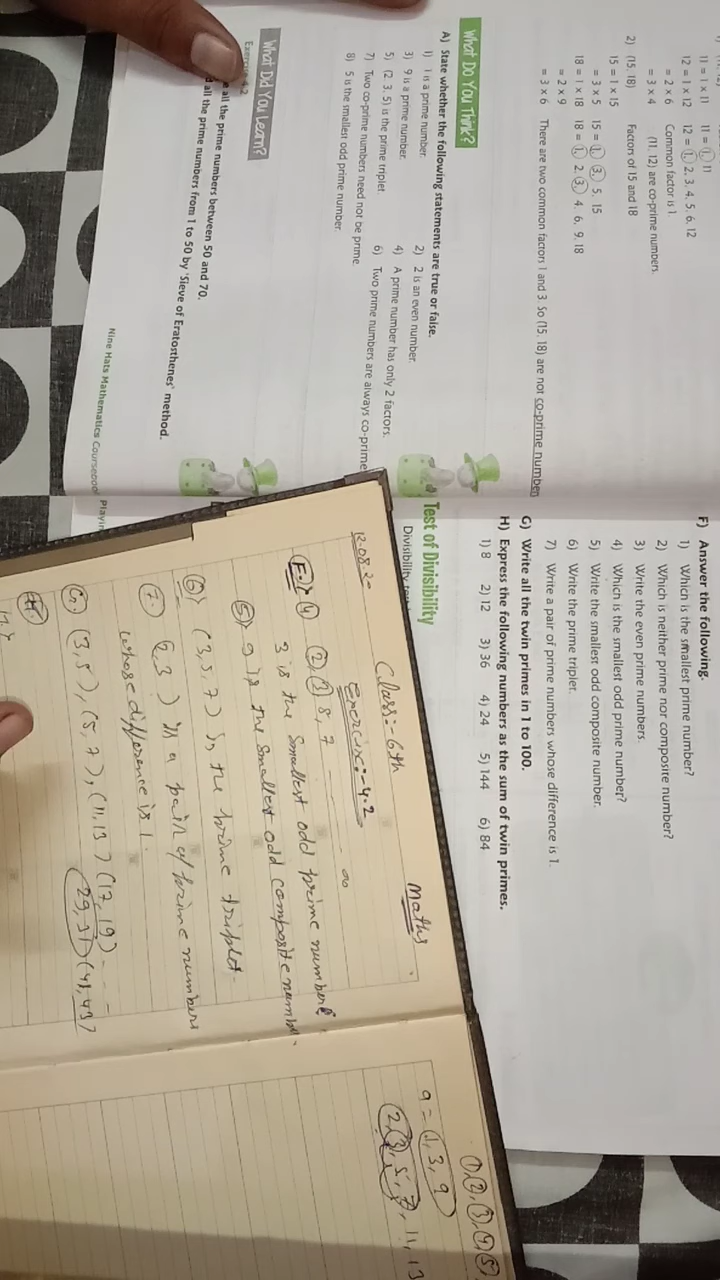 11 = 1 x 11 11 = 1, 11
12 = 1 x 12 12 = 1, 2, 3, 4, 5, 6, 12
= 2 x 6 Common factor is 1.
= 3 x 4 (11, 12) are co-prime numbers.
2) (15, 18) Factors of 15 and 18
15 = 1 x 15
= 3 x 5 15 = 1, 3, 5, 15
18 = 1 x 18 18 = 1, 2, 3, 4, 6, 9, 18
= 2 x 9
= 3 x 6 There are two common factors 1 and 3. So (15, 18) are not co-prime number
What Do You Think?
A) State whether the following statements are true or false.
1) 1 is a prime number. 2) 2 is an even number.
3) 9 is a prime number. 4) A prime number has only 2 factors.
5) (2, 3, 5) is the prime triplet. 6) Two prime numbers are always co-prime
7) Two co-prime numbers need not be prime.
8) 5 is the smallest odd prime number.
What Did You Learn?
all the prime numbers between 50 and 70.
all the prime numbers from 1 to 50 by 'Sieve of Eratosthenes' method.
Nine Hats Mathematics Coursebook
F) Answer the following.
1) Which is the smallest prime number?
2) Which is neither prime nor composite number?
3) Write the even prime numbers.
4) Which is the smallest odd prime number?
5) Write the smallest odd composite number.
6) Write the prime triplet.
7) Write a pair of prime numbers whose difference is 1.
G) Write all the twin primes in 1 to 100.
H) Express the following numbers as the sum of twin primes.
1) 8 2) 12 3) 36 4) 24 5) 144 6) 84
Test of Divisibility
Class:- 6th Maths
Exercise:- 4.2
3 is the smallest odd prime number
5) 9 is the smallest odd composite numbe
6) (3, 5, 7) is the prime triplet.
is a pair of prime numbers
whose difference is 1.
G. (3, 5), (5, 7), (11, 13) (17, 19)
(29, 31) (41, 43)
H.
1, 2, 3, 4, 5
9 = 1, 3, 9
2, 3, 5, 7, 11, 13